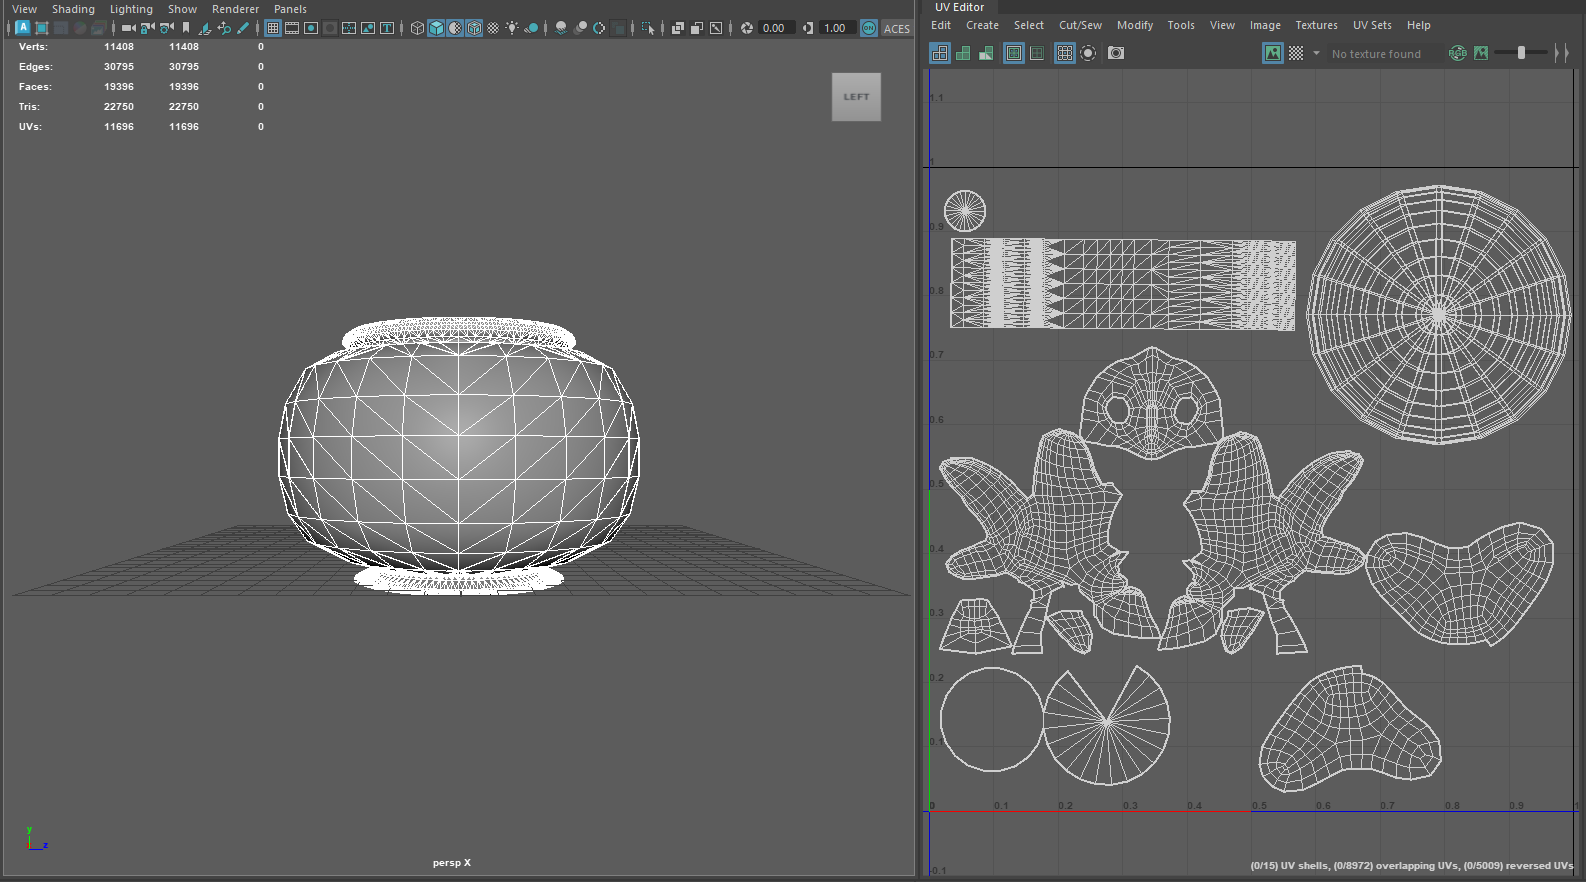 View Shading Lighting Show Renderer Panels
0.00 1.00 ON ACES
Verts: 11408 11408 0
Edges: 30795 30795 0
Faces: 19396 19396 0
Tris: 22750 22750 0
UVs: 11696 11696 0
LEFT
y
z
persp X
UV Editor
Edit Create Select Cut/Sew Modify Tools View Image Textures UV Sets Help
No texture found RGB
1.1
1
0.9
0.8
0.7
0.6
0.5
0.4
0.3
0.2
0.1
0 0.1 0.2 0.3 0.4 0.5 0.6 0.7 0.8 0.9 1
-0.1
(0/15) UV shells, (0/8972) overlapping UVs, (0/5009) reversed UVs